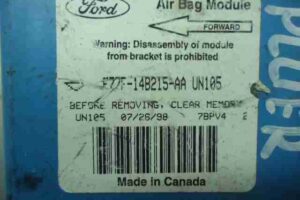 Ford
Air Bag Module
FORWARD
Warning: Disassembly of module
from bracket is prohibited
F77F-14B215-AA UN105
BEFORE REMOVING, CLEAR MEMORY
UN105 07/26/98 7BPV4 2
Made in Canada